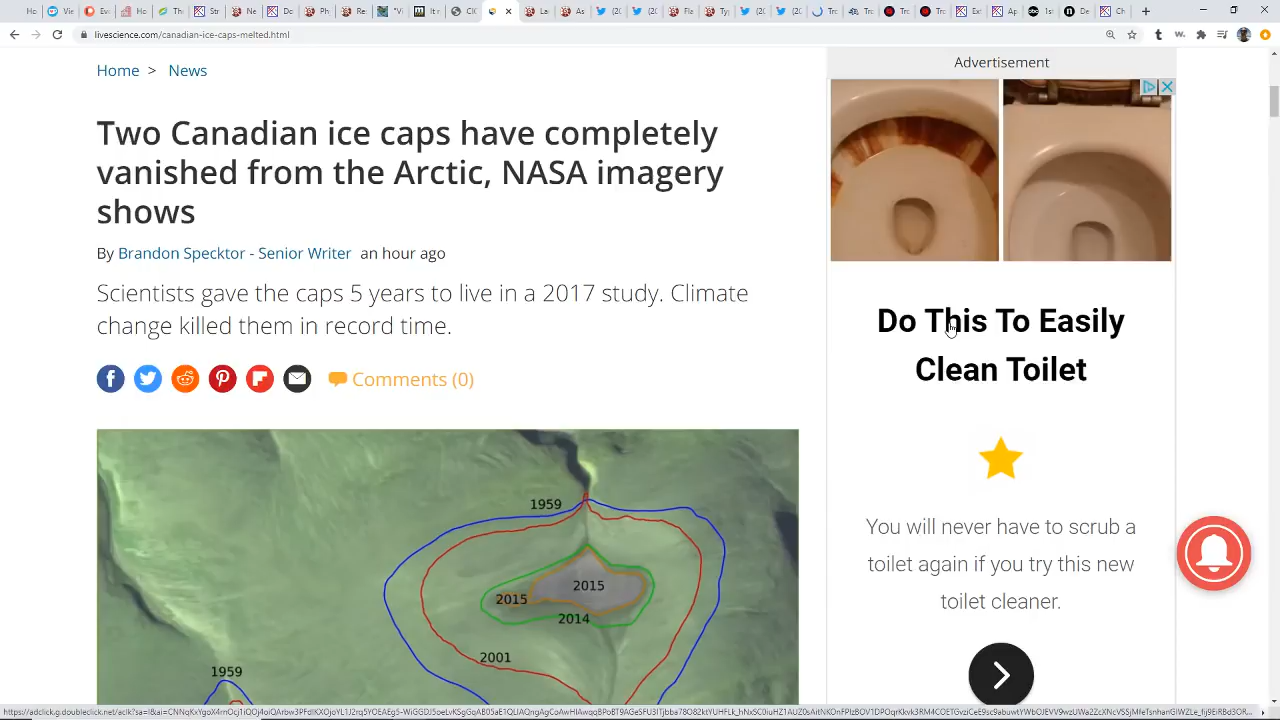 livescience.com/canadian-ice-caps-melted.html
Home > News
Two Canadian ice caps have completely
vanished from the Arctic, NASA imagery
shows
By Brandon Specktor - Senior Writer an hour ago
Scientists gave the caps 5 years to live in a 2017 study. Climate
change killed them in record time.
Comments (0)
1959
2015
2015
2014
2001
1959
Advertisement
Do This To Easily
Clean Toilet
You will never have to scrub a
toilet again if you try this new
toilet cleaner.